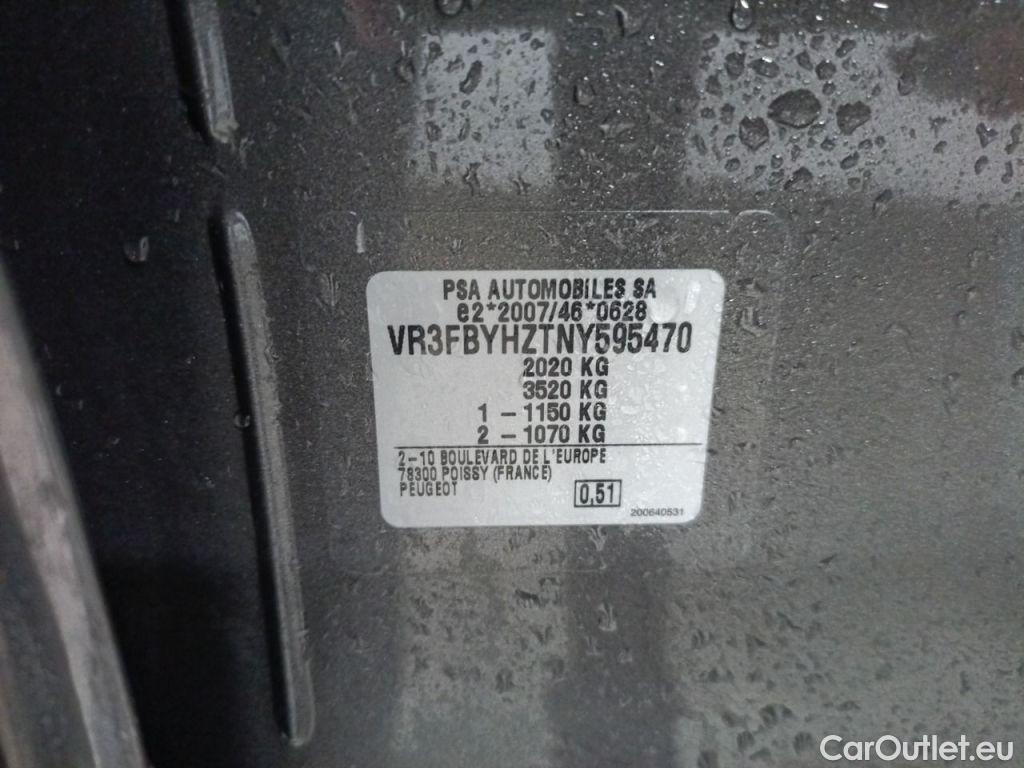 PSA AUTOMOBILES SA
e2*2007/46*0628
VR3FBYHZTNY595470
2020 KG
3520 KG
1 - 1150 KG
2 - 1070 KG
2-10 BOULEVARD DE L'EUROPE
78300 POISSY (FRANCE)
PEUGEOT
0,51
200640531
CarOutlet.eu